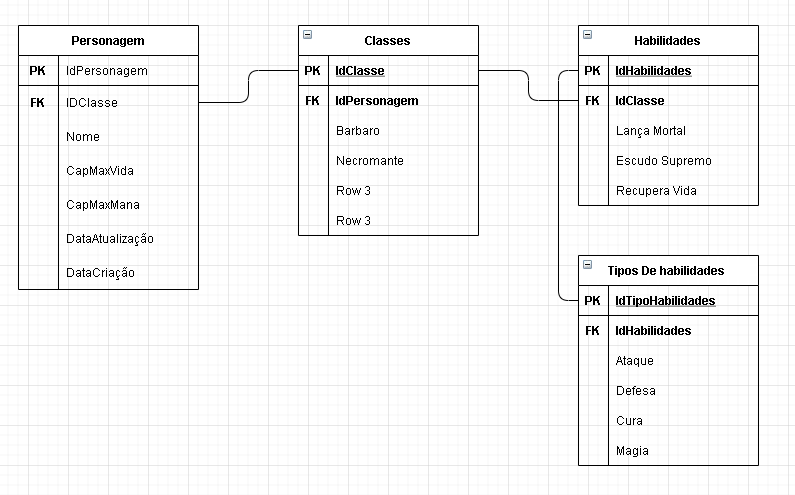 Personagem
PK IdPersonagem
FK IDClasse
Nome
CapMaxVida
CapMaxMana
DataAtualização
DataCriação
Classes
PK IdClasse
FK IdPersonagem
Barbaro
Necromante
Row 3
Row 3
Habilidades
PK IdHabilidades
FK IdClasse
Lança Mortal
Escudo Supremo
Recupera Vida
Tipos De habilidades
PK IdTipoHabilidades
FK IdHabilidades
Ataque
Defesa
Cura
Magia